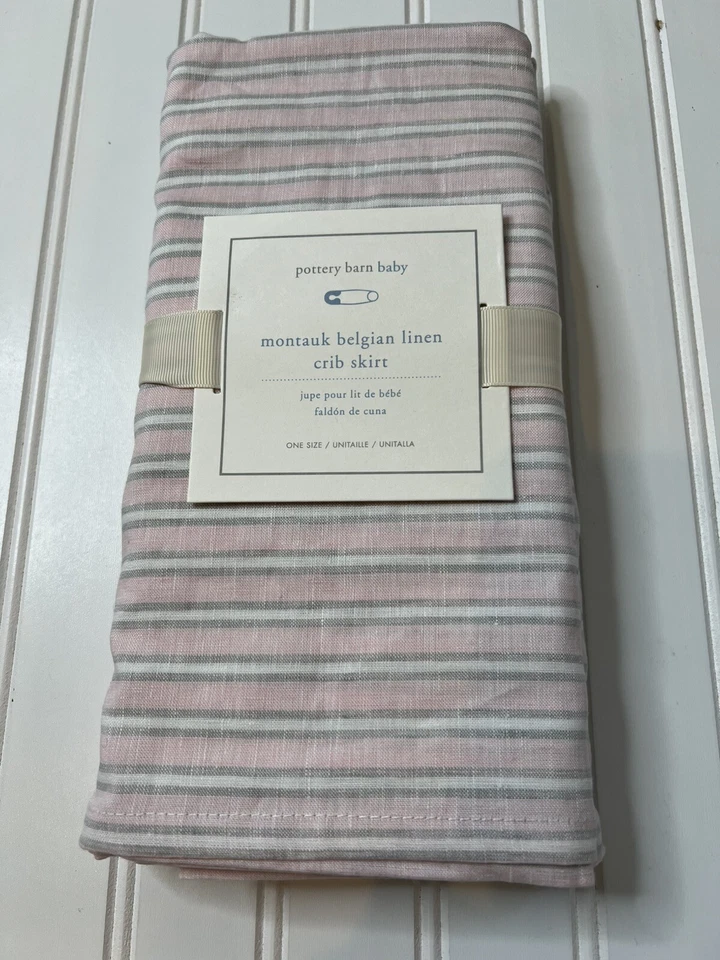 pottery barn baby
montauk belgian linen
crib skirt
jupe pour lit de bébé
faldón de cuna
ONE SIZE / UNITAILLE / UNITALLA